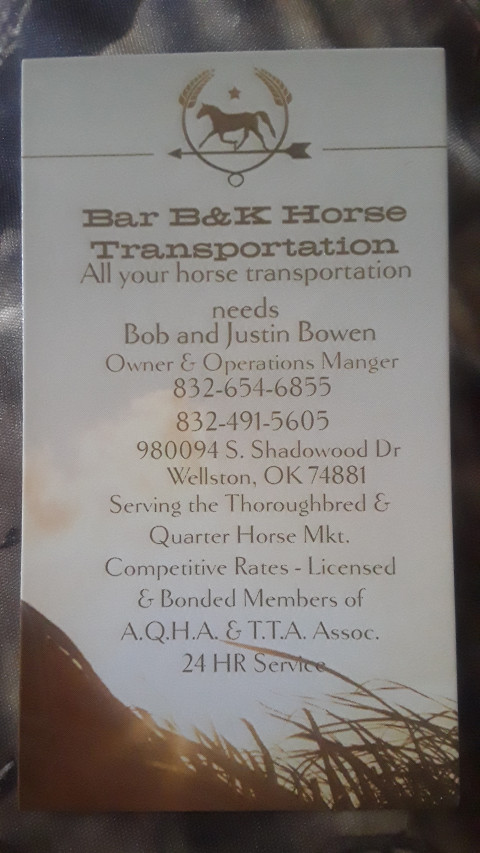 Bar B&K Horse
Transportation
All your horse transportation
needs
Bob and Justin Bowen
Owner & Operations Manger
832-654-6855
832-491-5605
980094 S. Shadowood Dr
Wellston, OK 74881
Serving the Thoroughbred &
Quarter Horse Mkt.
Competitive Rates - Licensed
& Bonded Members of
A.Q.H.A. & T.T.A. Assoc.
24 HR Service